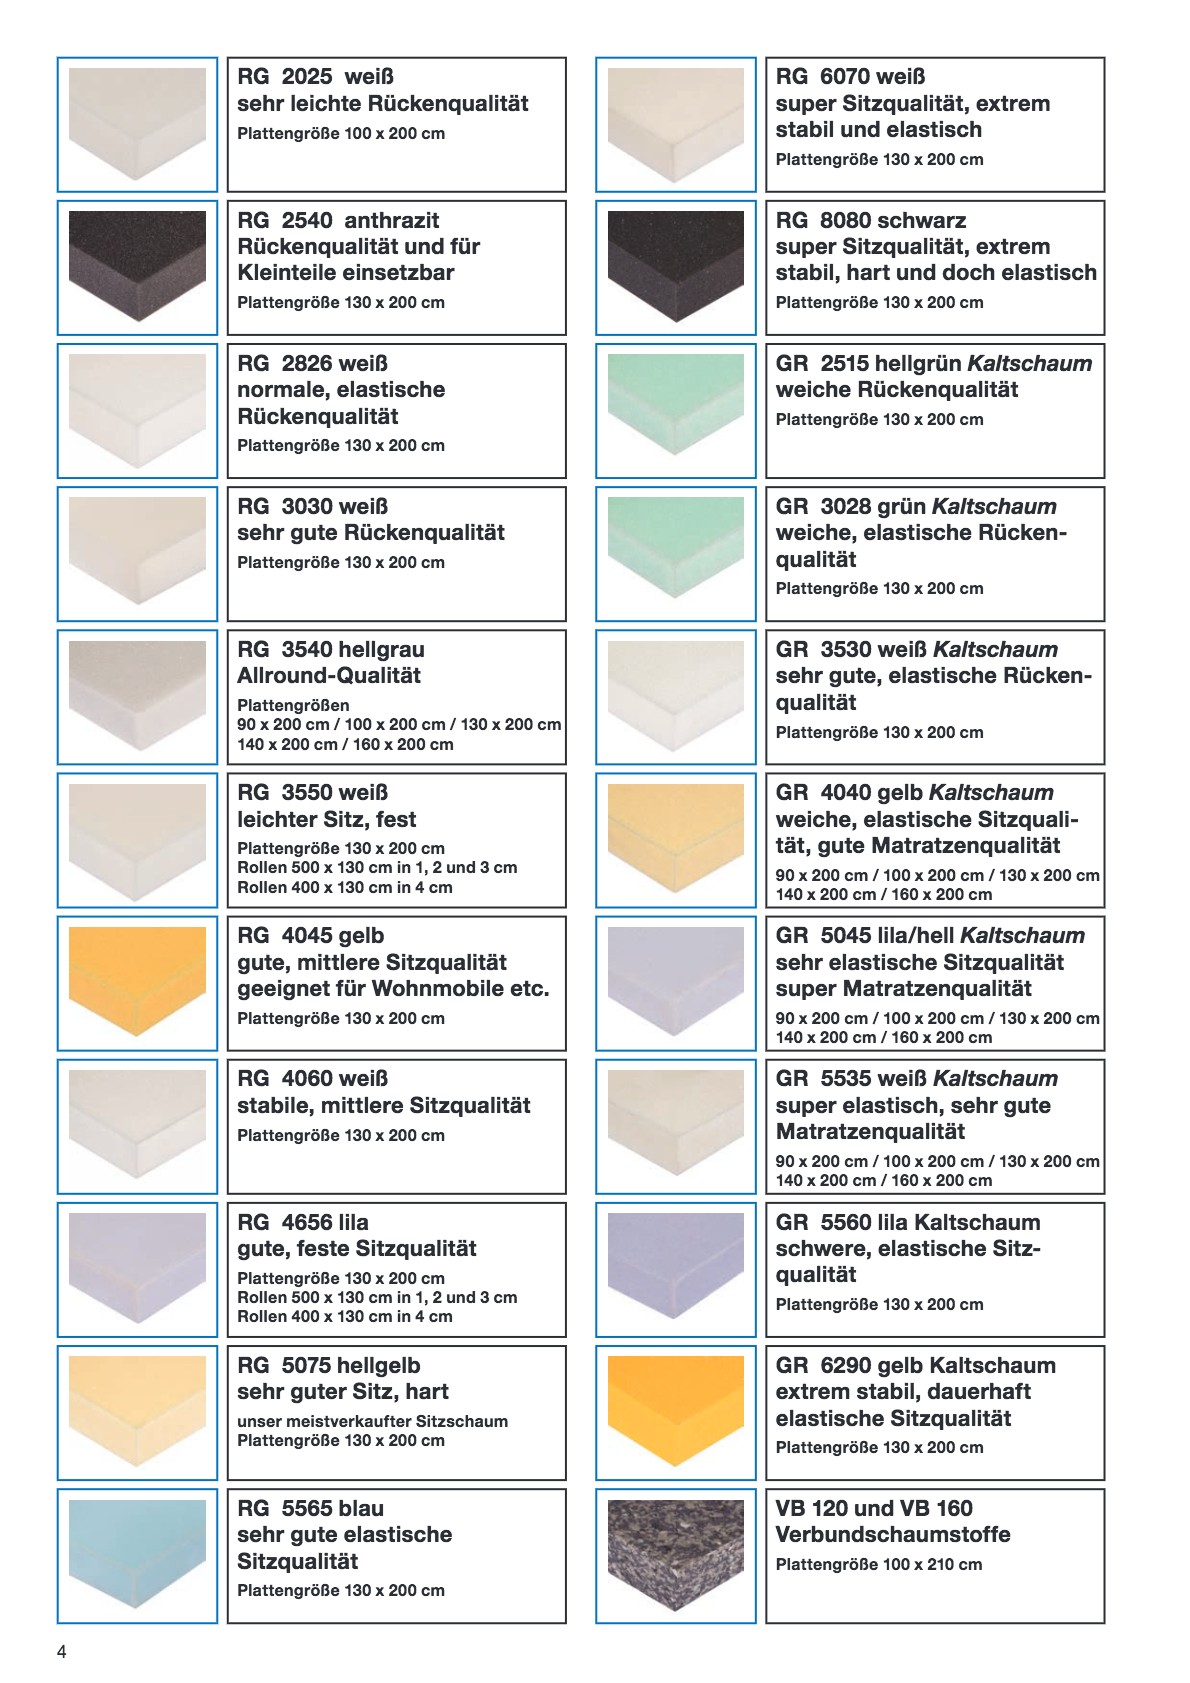 RG 2025 weiß
sehr leichte Rückenqualität
Plattengröße 100 x 200 cm
RG 2540 anthrazit
Rückenqualität und für
Kleinteile einsetzbar
Plattengröße 130 x 200 cm
RG 2826 weiß
normale, elastische
Rückenqualität
Plattengröße 130 x 200 cm
RG 3030 weiß
sehr gute Rückenqualität
Plattengröße 130 x 200 cm
RG 3540 hellgrau
Allround-Qualität
Plattengrößen
90 x 200 cm / 100 x 200 cm / 130 x 200 cm
140 x 200 cm / 160 x 200 cm
RG 3550 weiß
leichter Sitz, fest
Plattengröße 130 x 200 cm
Rollen 500 x 130 cm in 1, 2 und 3 cm
Rollen 400 x 130 cm in 4 cm
RG 4045 gelb
gute, mittlere Sitzqualität
geeignet für Wohnmobile etc.
Plattengröße 130 x 200 cm
RG 4060 weiß
stabile, mittlere Sitzqualität
Plattengröße 130 x 200 cm
RG 4656 lila
gute, feste Sitzqualität
Plattengröße 130 x 200 cm
Rollen 500 x 130 cm in 1, 2 und 3 cm
Rollen 400 x 130 cm in 4 cm
RG 5075 hellgelb
sehr guter Sitz, hart
unser meistverkaufter Sitzschaum
Plattengröße 130 x 200 cm
RG 5565 blau
sehr gute elastische
Sitzqualität
Plattengröße 130 x 200 cm
RG 6070 weiß
super Sitzqualität, extrem
stabil und elastisch
Plattengröße 130 x 200 cm
RG 8080 schwarz
super Sitzqualität, extrem
stabil, hart und doch elastisch
Plattengröße 130 x 200 cm
GR 2515 hellgrün Kaltschaum
weiche Rückenqualität
Plattengröße 130 x 200 cm
GR 3028 grün Kaltschaum
weiche, elastische Rücken-
qualität
Plattengröße 130 x 200 cm
GR 3530 weiß Kaltschaum
sehr gute, elastische Rücken-
qualität
Plattengröße 130 x 200 cm
GR 4040 gelb Kaltschaum
weiche, elastische Sitzquali-
tät, gute Matratzenqualität
90 x 200 cm / 100 x 200 cm / 130 x 200 cm
140 x 200 cm / 160 x 200 cm
GR 5045 lila/hell Kaltschaum
sehr elastische Sitzqualität
super Matratzenqualität
90 x 200 cm / 100 x 200 cm / 130 x 200 cm
140 x 200 cm / 160 x 200 cm
GR 5535 weiß Kaltschaum
super elastisch, sehr gute
Matratzenqualität
90 x 200 cm / 100 x 200 cm / 130 x 200 cm
140 x 200 cm / 160 x 200 cm
GR 5560 lila Kaltschaum
schwere, elastische Sitz-
qualität
Plattengröße 130 x 200 cm
GR 6290 gelb Kaltschaum
extrem stabil, dauerhaft
elastische Sitzqualität
Plattengröße 130 x 200 cm
VB 120 und VB 160
Verbundschaumstoffe
Plattengröße 100 x 210 cm
4